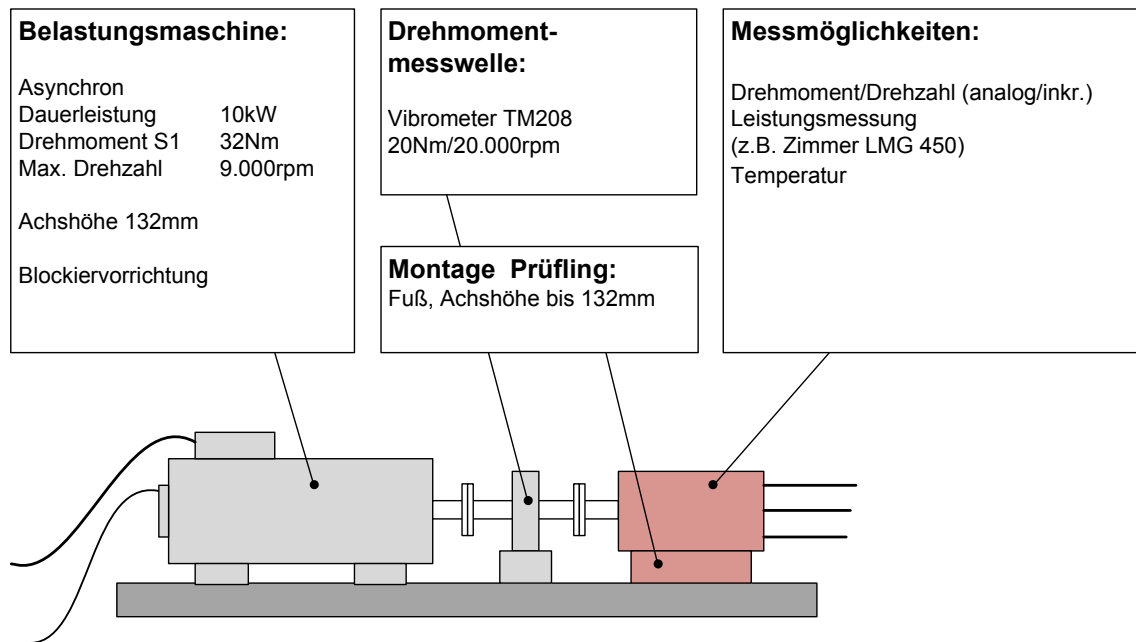 Belastungsmaschine:
Asynchron
Dauerleistung 10kW
Drehmoment S1 32Nm
Max. Drehzahl 9.000rpm
Achshöhe 132mm
Blockiervorrichtung
Drehmoment-
messwelle:
Vibrometer TM208
20Nm/20.000rpm
Montage Prüfling:
Fuß, Achshöhe bis 132mm
Messmöglichkeiten:
Drehmoment/Drehzahl (analog/inkr.)
Leistungsmessung
(z.B. Zimmer LMG 450)
Temperatur